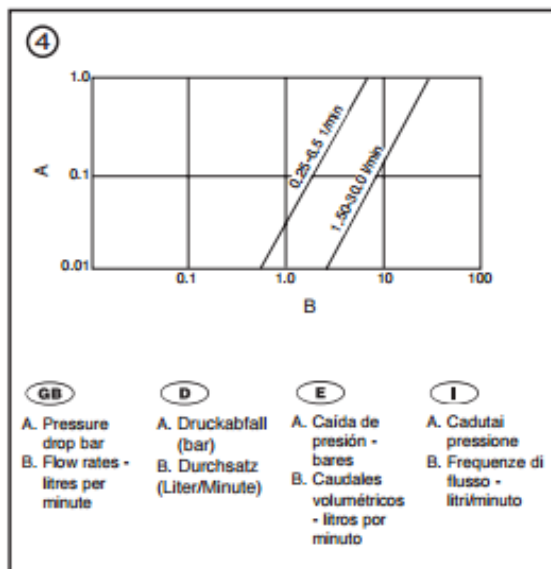 4
1.0
0.1
0.01
A
0.25-6.5 1/min
1.50-30.0 l/min
0.1
1.0
10
100
B
GB
A. Pressure
drop bar
B. Flow rates -
litres per
minute
D
A. Druckabfall
(bar)
B. Durchsatz
(Liter/Minute)
E
A. Caída de
presión -
bares
B. Caudales
volumétricos
- litros por
minuto
I
A. Cadutai
pressione
B. Frequenze di
flusso -
litri/minuto